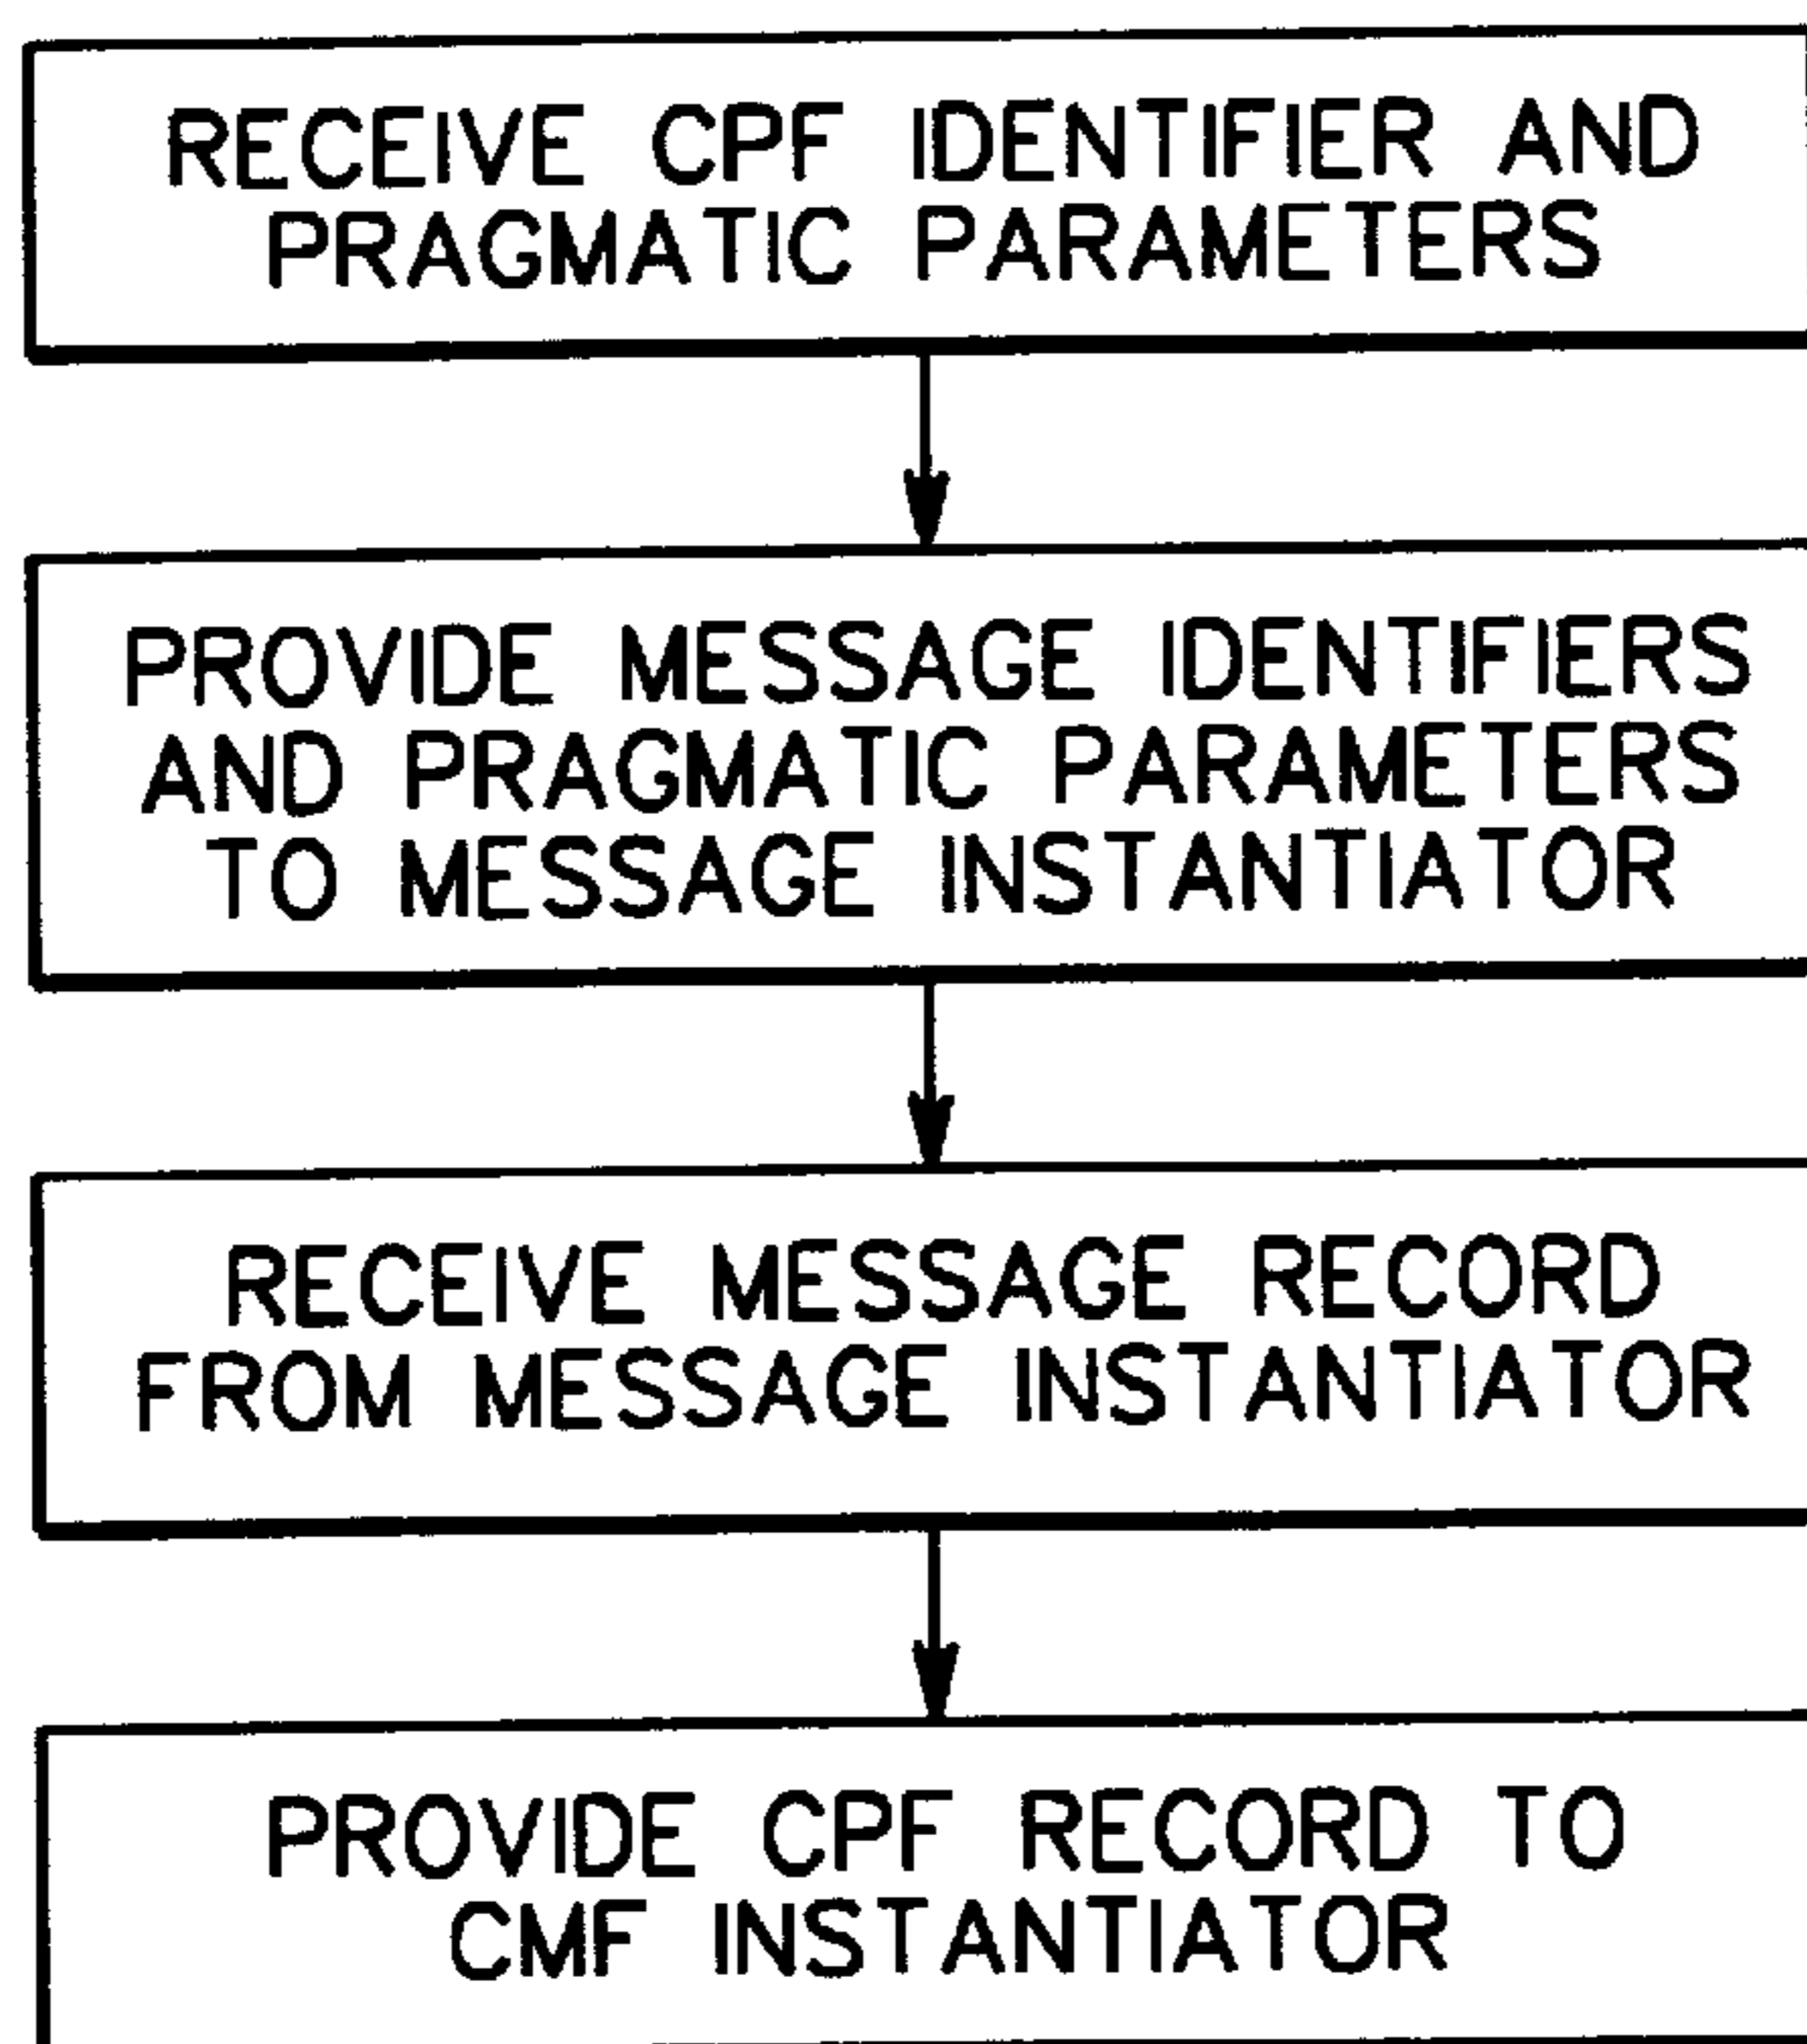 RECEIVE CPF IDENTIFIER AND
PRAGMATIC PARAMETERS
PROVIDE MESSAGE IDENTIFIERS
AND PRAGMATIC PARAMETERS
TO MESSAGE INSTANTIATOR
RECEIVE MESSAGE RECORD
FROM MESSAGE INSTANTIATOR
PROVIDE CPF RECORD TO
CMF INSTANTIATOR